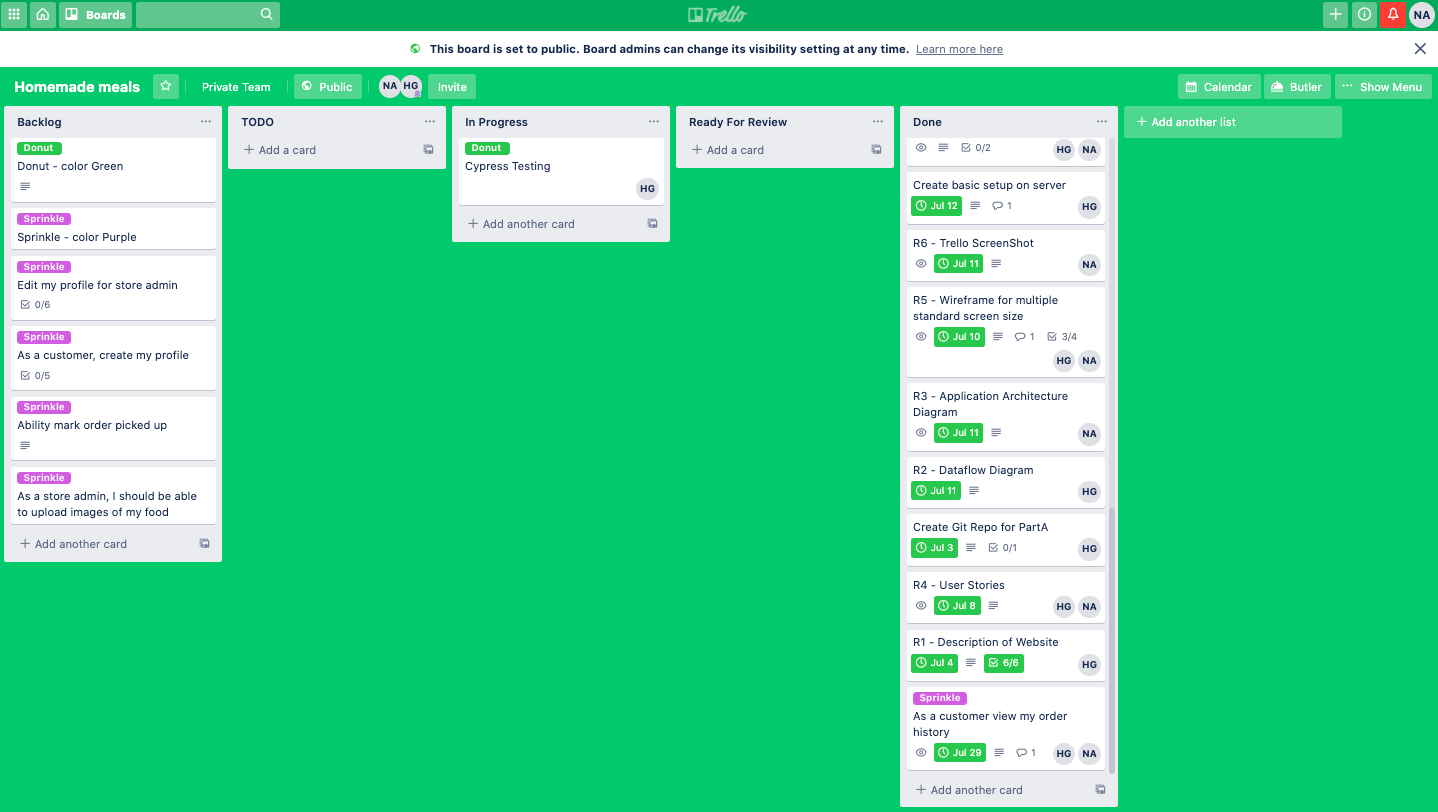 Boards
Trello
NA
This board is set to public. Board admins can change its visibility setting at any time. Learn more here
Homemade meals
Private Team
Public
NA
HG
Invite
Calendar
Butler
··· Show Menu
Backlog ···
Donut
Donut - color Green
Sprinkle
Sprinkle - color Purple
Sprinkle
Edit my profile for store admin
0/6
Sprinkle
As a customer, create my profile
0/5
Sprinkle
Ability mark order picked up
Sprinkle
As a store admin, I should be able
to upload images of my food
+ Add another card
TODO ···
+ Add a card
In Progress ···
Donut
Cypress Testing
HG
+ Add another card
Ready For Review ···
+ Add a card
Done ···
0/2
HG NA
Create basic setup on server
Jul 12 1 HG
R6 - Trello ScreenShot
Jul 11 NA
R5 - Wireframe for multiple
standard screen size
Jul 10 1 3/4
HG NA
R3 - Application Architecture
Diagram
Jul 11 NA
R2 - Dataflow Diagram
Jul 11 HG
Create Git Repo for PartA
Jul 3 0/1 HG
R4 - User Stories
Jul 8 HG NA
R1 - Description of Website
Jul 4 6/6 HG
Sprinkle
As a customer view my order
history
Jul 29 1 HG NA
+ Add another card
+ Add another list